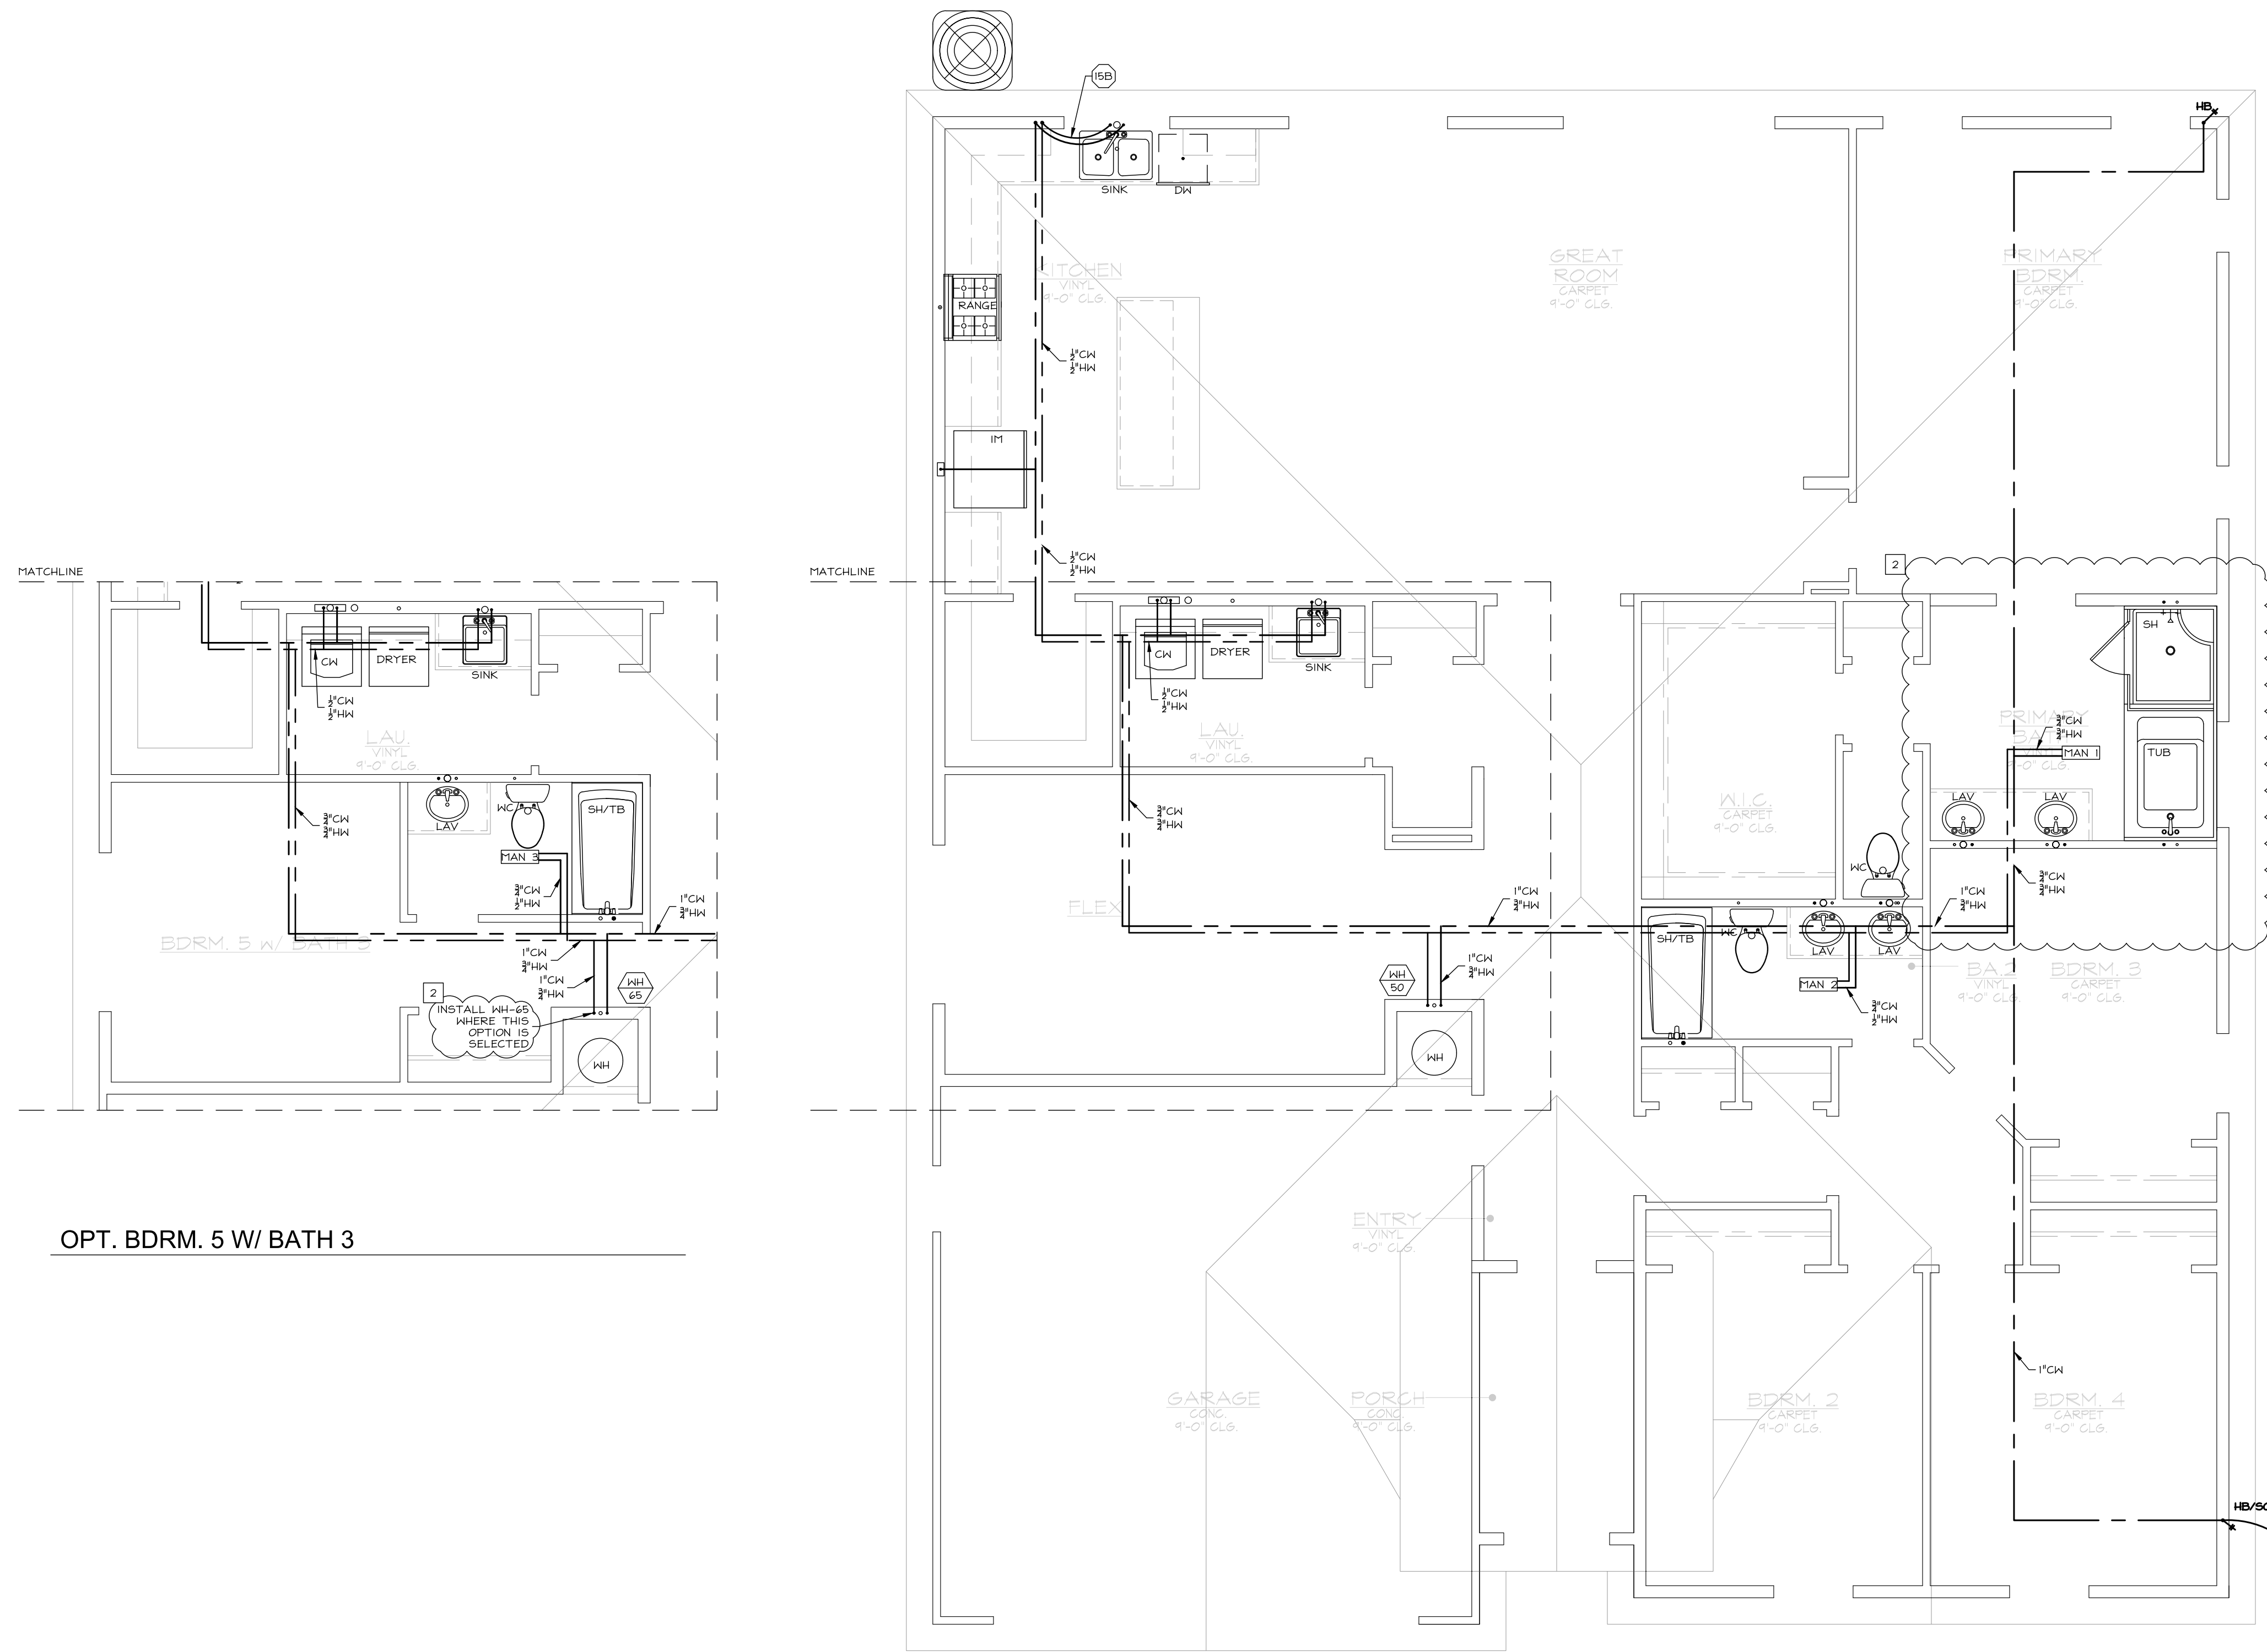 15B
HB
SINK
DW
KITCHEN
VINYL
9'-0" CLG.
RANGE
GREAT
ROOM
CARPET
9'-0" CLG.
PRIMARY
BDRM.
CARPET
9'-0" CLG.
1/2"CW
1/2"HW
IM
1/2"CW
1/2"HW
MATCHLINE
CW
DRYER
SINK
1/2"CW
1/2"HW
LAU.
VINYL
9'-0" CLG.
3/4"CW
3/4"HW
LAV
WC
SH/TB
MAN 3
3/4"CW
1/2"HW
1"CW
3/4"HW
BDRM. 5 W/ BATH 3
1"CW
3/4"HW
1"CW
3/4"HW
WH
65
2
INSTALL WH-65
WHERE THIS
OPTION IS
SELECTED
WH
OPT. BDRM. 5 W/ BATH 3
MATCHLINE
CW
DRYER
SINK
1/2"CW
1/2"HW
LAU.
VINYL
9'-0" CLG.
3/4"CW
3/4"HW
FLEX
1"CW
3/4"HW
1"CW
3/4"HW
WH
50
WH
2
SH
PRIMARY
BATH
9'-0" CLG.
3/4"CW
3/4"HW
MAN 1
TUB
LAV
LAV
W.I.C.
CARPET
9'-0" CLG.
WC
3/4"CW
3/4"HW
1"CW
3/4"HW
SH/TB
WC
LAV
LAV
MAN 2
3/4"CW
1/2"HW
BA.2
VINYL
9'-0" CLG.
BDRM. 3
CARPET
9'-0" CLG.
ENTRY
VINYL
9'-0" CLG.
1"CW
GARAGE
CONC.
9'-0" CLG.
PORCH
CONC.
9'-0" CLG.
BDRM. 2
CARPET
9'-0" CLG.
BDRM. 4
CARPET
9'-0" CLG.